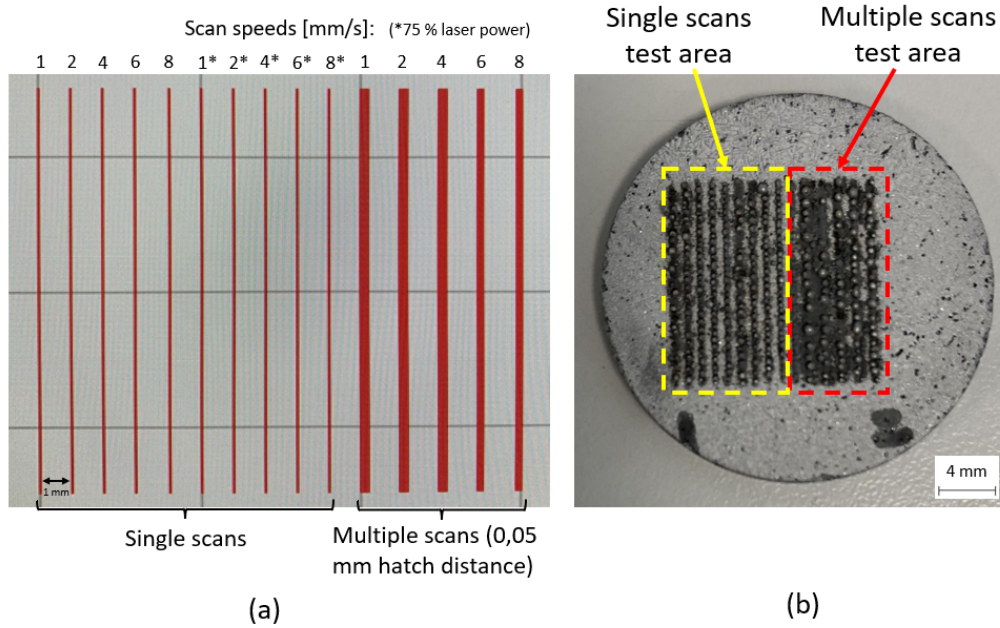 Scan speeds [mm/s]: (*75 % laser power)
1 2 4 6 8 1* 2* 4* 6* 8* 1 2 4 6 8
1 mm
Single scans
Multiple scans (0,05
mm hatch distance)
(a)
Single scans
test area
Multiple scans
test area
4 mm
(b)